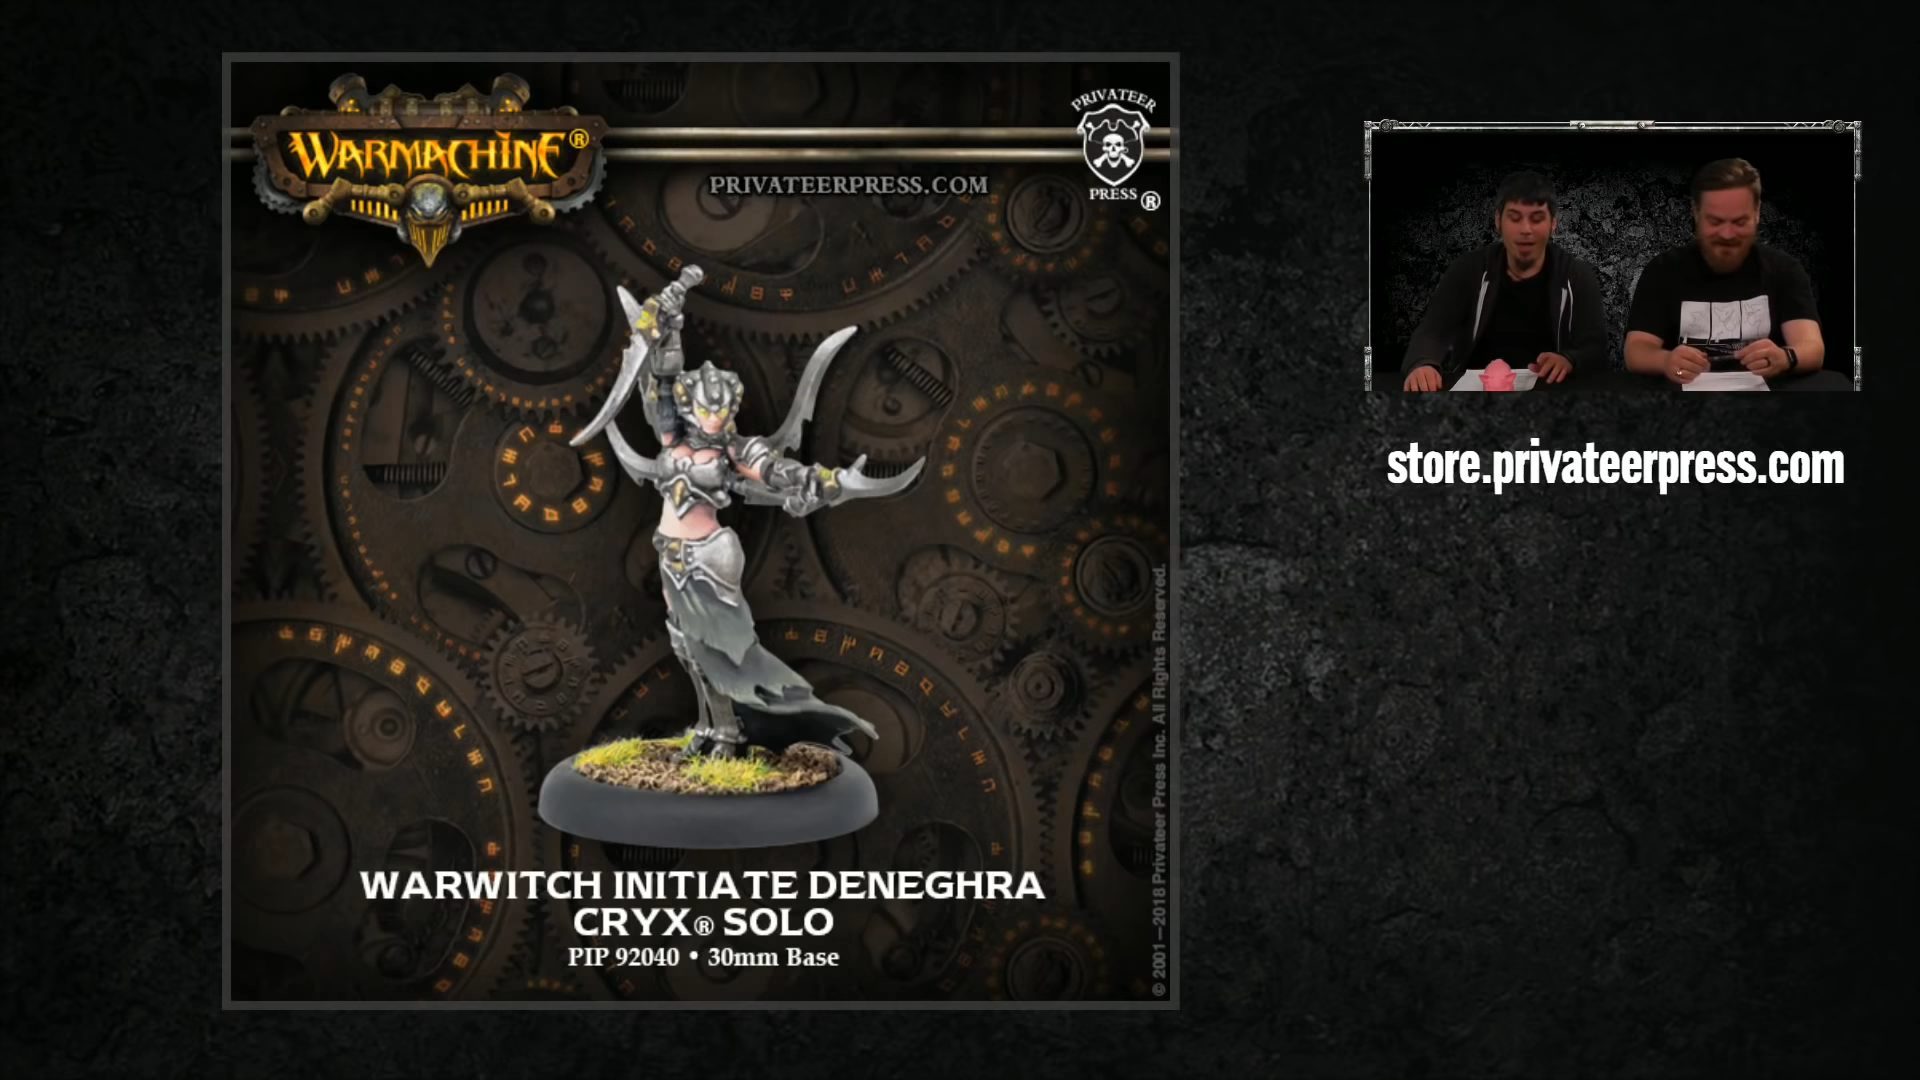 WARMACHINE®
PRIVATEER
PRESS®
PRIVATEERPRESS.COM
store.privateerpress.com
© 2001–2018 Privateer Press Inc. All Rights Reserved.
WARWITCH INITIATE DENEGHRA
CRYX® SOLO
PIP 92040 • 30mm Base